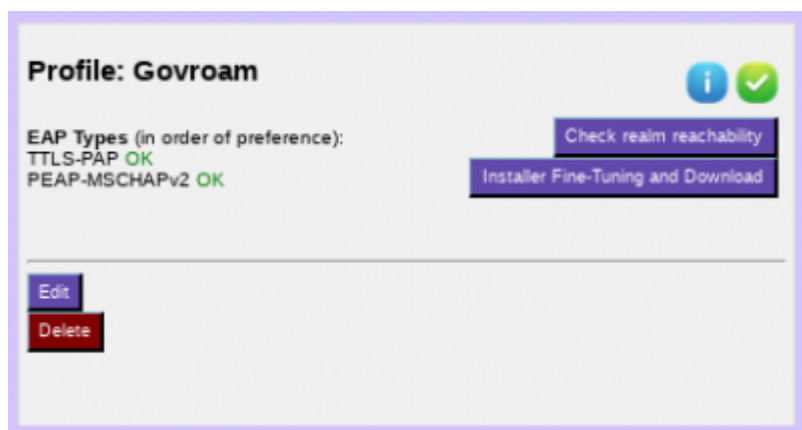 Profile: Govroam
EAP Types (in order of preference):
TTLS-PAP OK
PEAP-MSCHAPv2 OK
Check realm reachability
Installer Fine-Tuning and Download
Edit
Delete